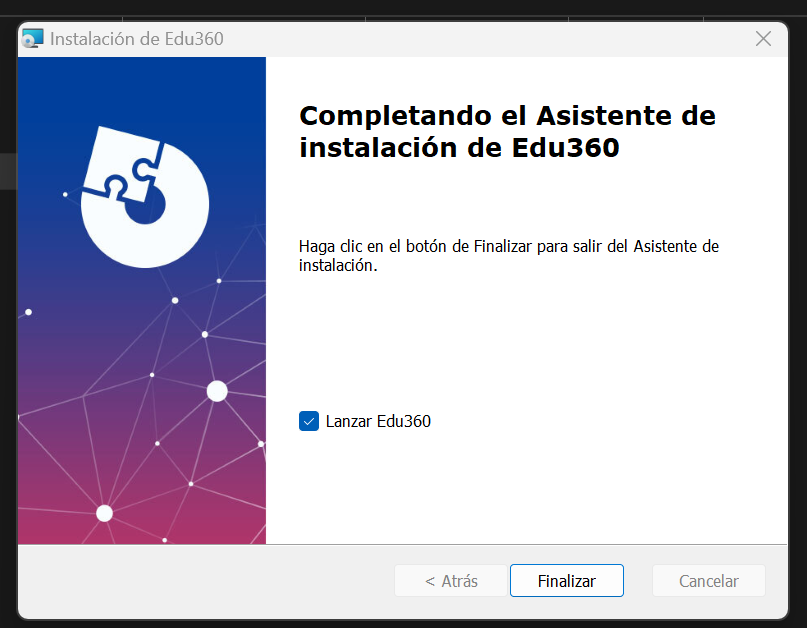 Instalación de Edu360
Completando el Asistente de
instalación de Edu360
Haga clic en el botón de Finalizar para salir del Asistente de
instalación.
Lanzar Edu360
< Atrás
Finalizar
Cancelar